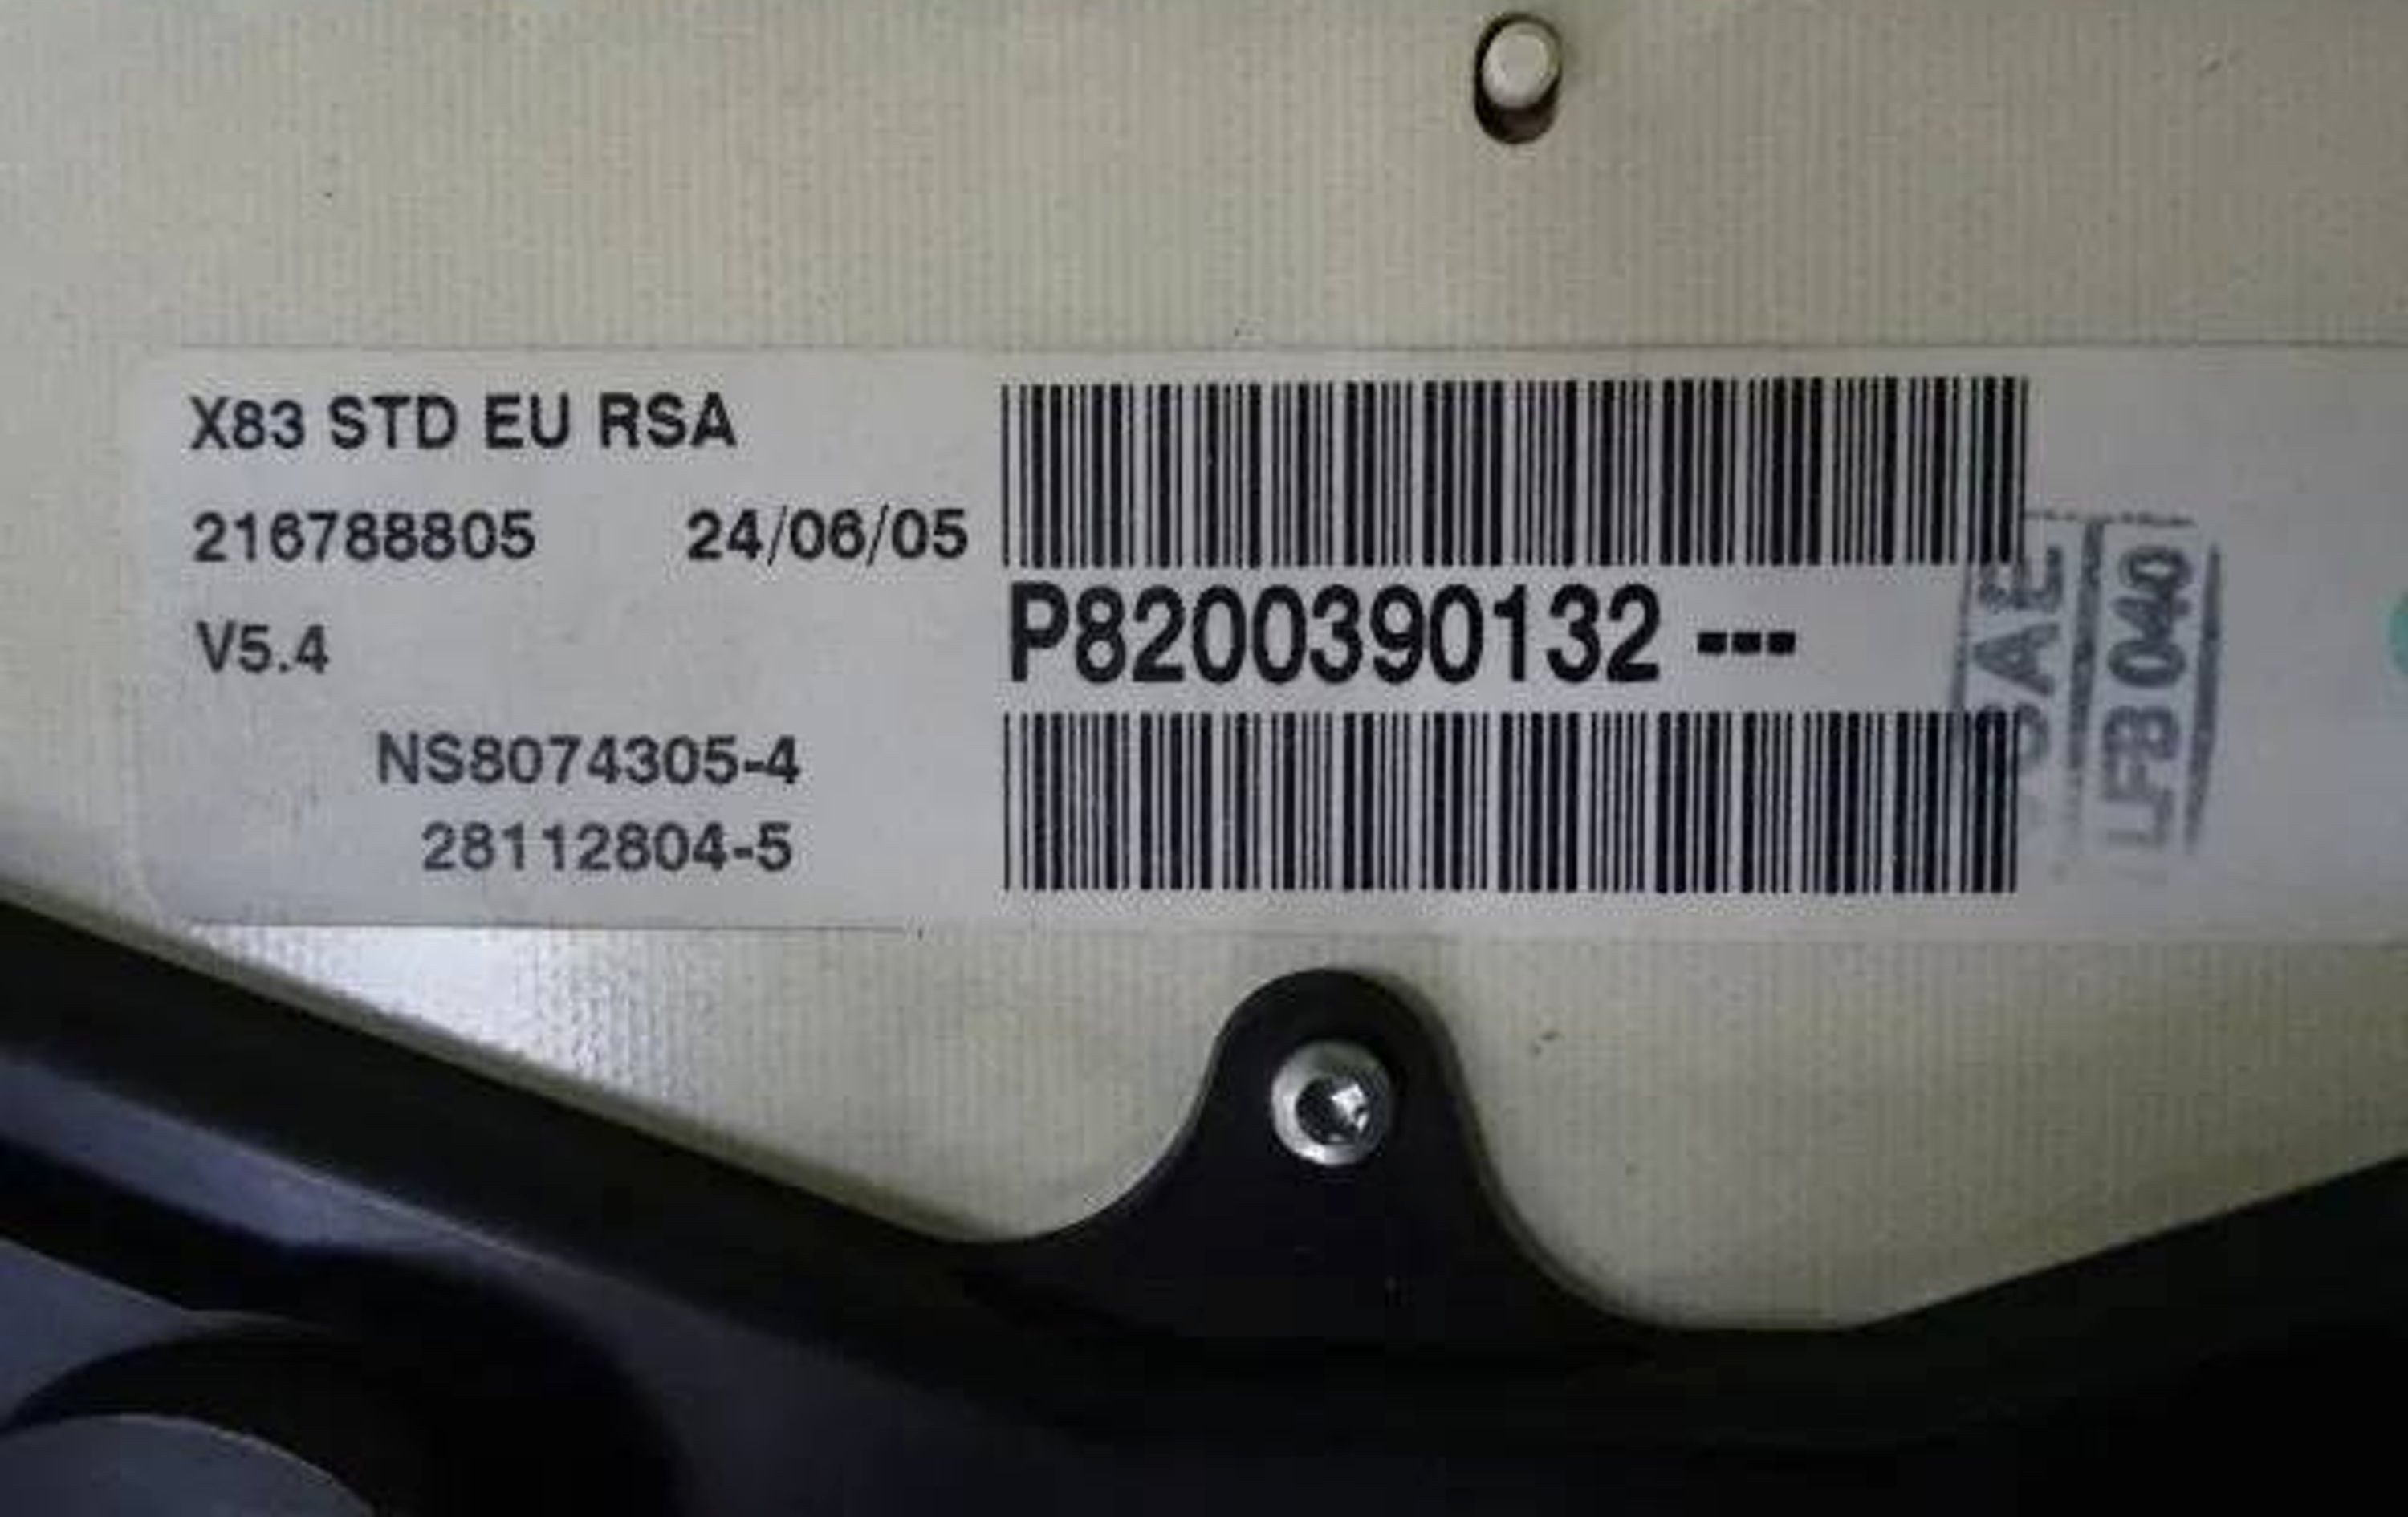 X83 STD EU RSA
216788805 24/06/05
V5.4
P8200390132 ---
NS8074305-4
28112804-5
LFB 040